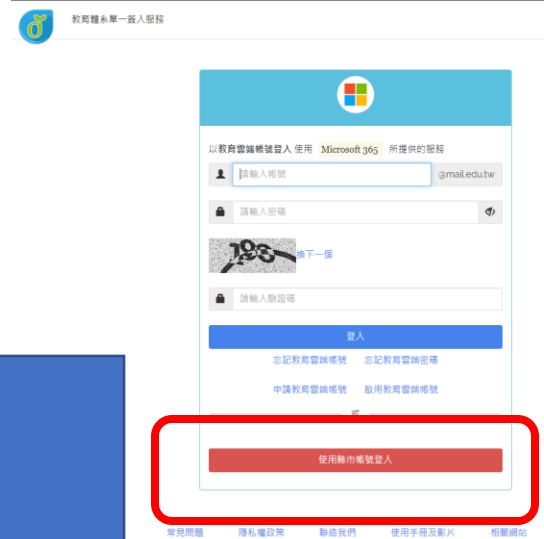 教育體系單一簽入服務
以教育雲端帳號登入 使用 Microsoft 365 所提供的服務
請輸入帳號 @mail.edu.tw
請輸入密碼
換下一個
請輸入驗證碼
登入
忘記教育雲端帳號 忘記教育雲端密碼
申請教育雲端帳號 啟用教育雲端帳號
或
使用縣市帳號登入
常見問題 隱私權政策 聯絡我們 使用手冊及影片 相關網站